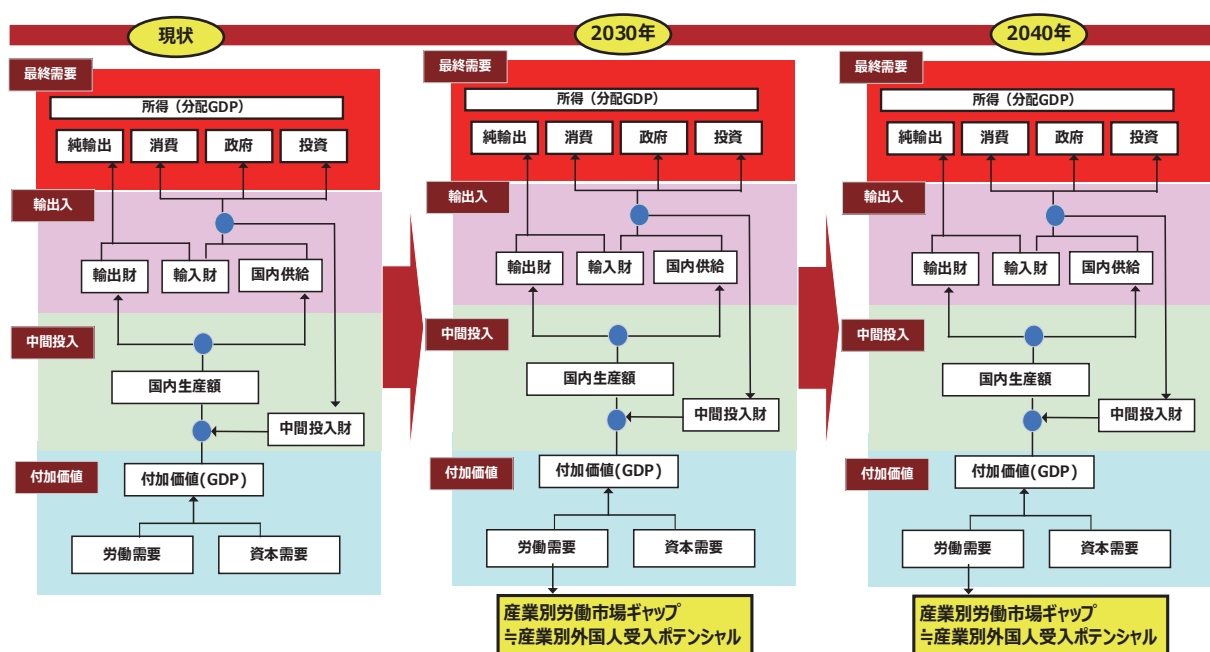 現状
最終需要
所得（分配GDP）
純輸出
消費
政府
投資
輸出入
輸出財
輸入財
国内供給
中間投入
国内生産額
中間投入財
付加価値
付加価値(GDP)
労働需要
資本需要
2030年
最終需要
所得（分配GDP）
純輸出
消費
政府
投資
輸出入
輸出財
輸入財
国内供給
中間投入
国内生産額
中間投入財
付加価値
付加価値(GDP)
労働需要
資本需要
産業別労働市場ギャップ
≒産業別外国人受入ポテンシャル
2040年
最終需要
所得（分配GDP）
純輸出
消費
政府
投資
輸出入
輸出財
輸入財
国内供給
中間投入
国内生産額
中間投入財
付加価値
付加価値(GDP)
労働需要
資本需要
産業別労働市場ギャップ
≒産業別外国人受入ポテンシャル